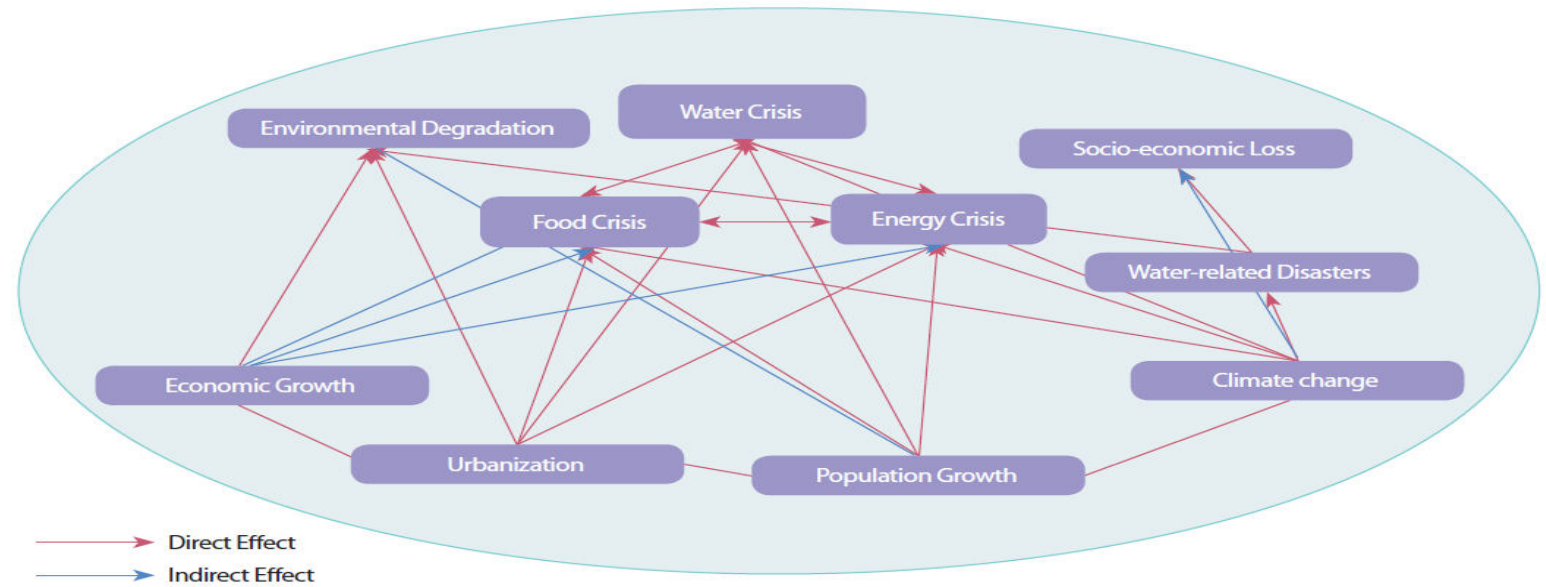 Water Crisis
Environmental Degradation
Socio-economic Loss
Food Crisis
Energy Crisis
Water-related Disasters
Economic Growth
Climate change
Urbanization
Population Growth
Direct Effect
Indirect Effect